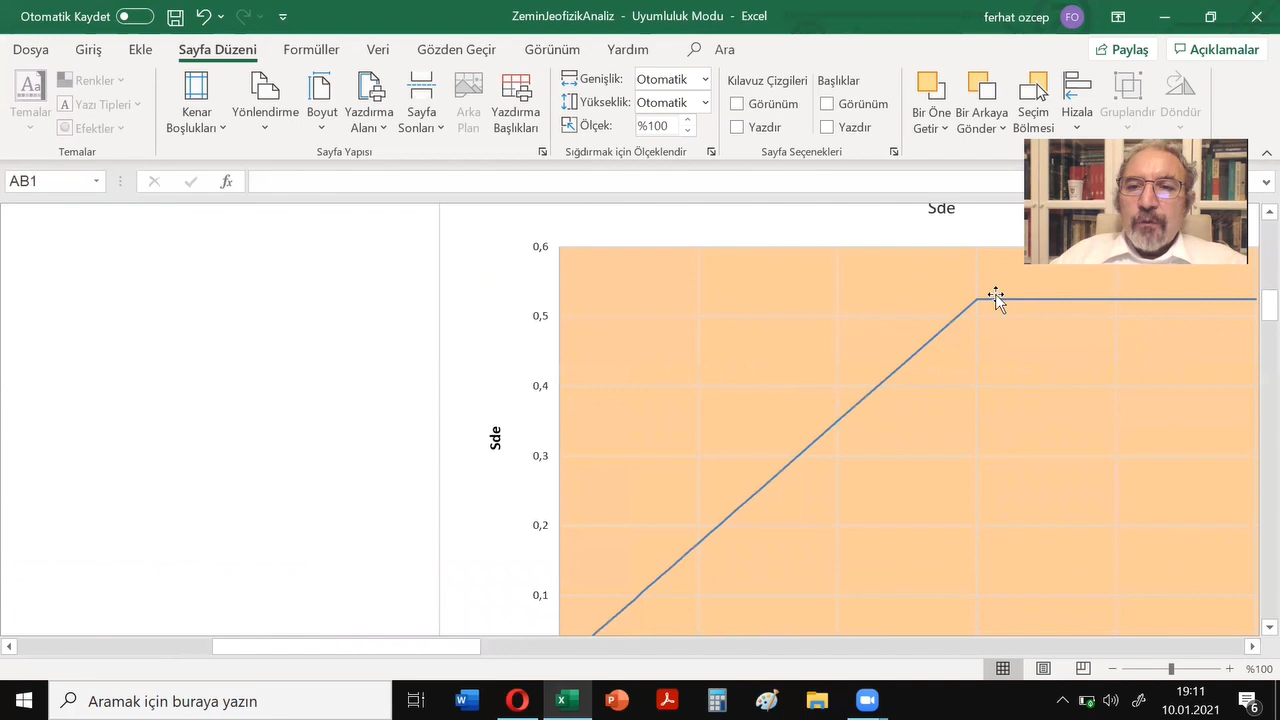 Otomatik Kaydet
ZeminJeofizikAnaliz - Uyumluluk Modu - Excel
ferhat ozcep
FO
Dosya
Giriş
Ekle
Sayfa Düzeni
Formüller
Veri
Gözden Geçir
Görünüm
Yardım
Ara
Paylaş
Açıklamalar
Temalar
Renkler
Yazı Tipleri
Efektler
Temalar
Kenar Boşlukları
Yönlendirme
Boyut
Yazdırma Alanı
Sayfa Sonları
Arka Plan
Yazdırma Başlıkları
Sayfa Yapısı
Genişlik: Otomatik
Yükseklik: Otomatik
Ölçek: %100
Sığdırmak için Ölçeklendir
Kılavuz Çizgileri
Görünüm
Yazdır
Başlıklar
Görünüm
Yazdır
Sayfa Seçenekleri
Bir Öne Getir
Bir Arkaya Gönder
Seçim Bölmesi
Hizala
Gruplandır
Döndür
AB1
fx
Sde
0,6
0,5
0,4
0,3
0,2
0,1
Sde
%100
Aramak için buraya yazın
19:11
10.01.2021
6